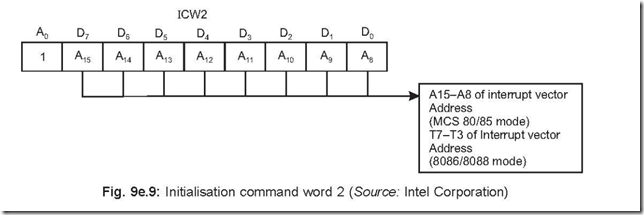 ICW2
A₀ D₇ D₆ D₅ D₄ D₃ D₂ D₁ D₀
1 A₁₅ A₁₄ A₁₃ A₁₂ A₁₁ A₁₀ A₉ A₈
A15–A8 of interrupt vector
Address
(MCS 80/85 mode)
T7–T3 of Interrupt vector
Address
(8086/8088 mode)
Fig. 9e.9: Initialisation command word 2 (Source: Intel Corporation)